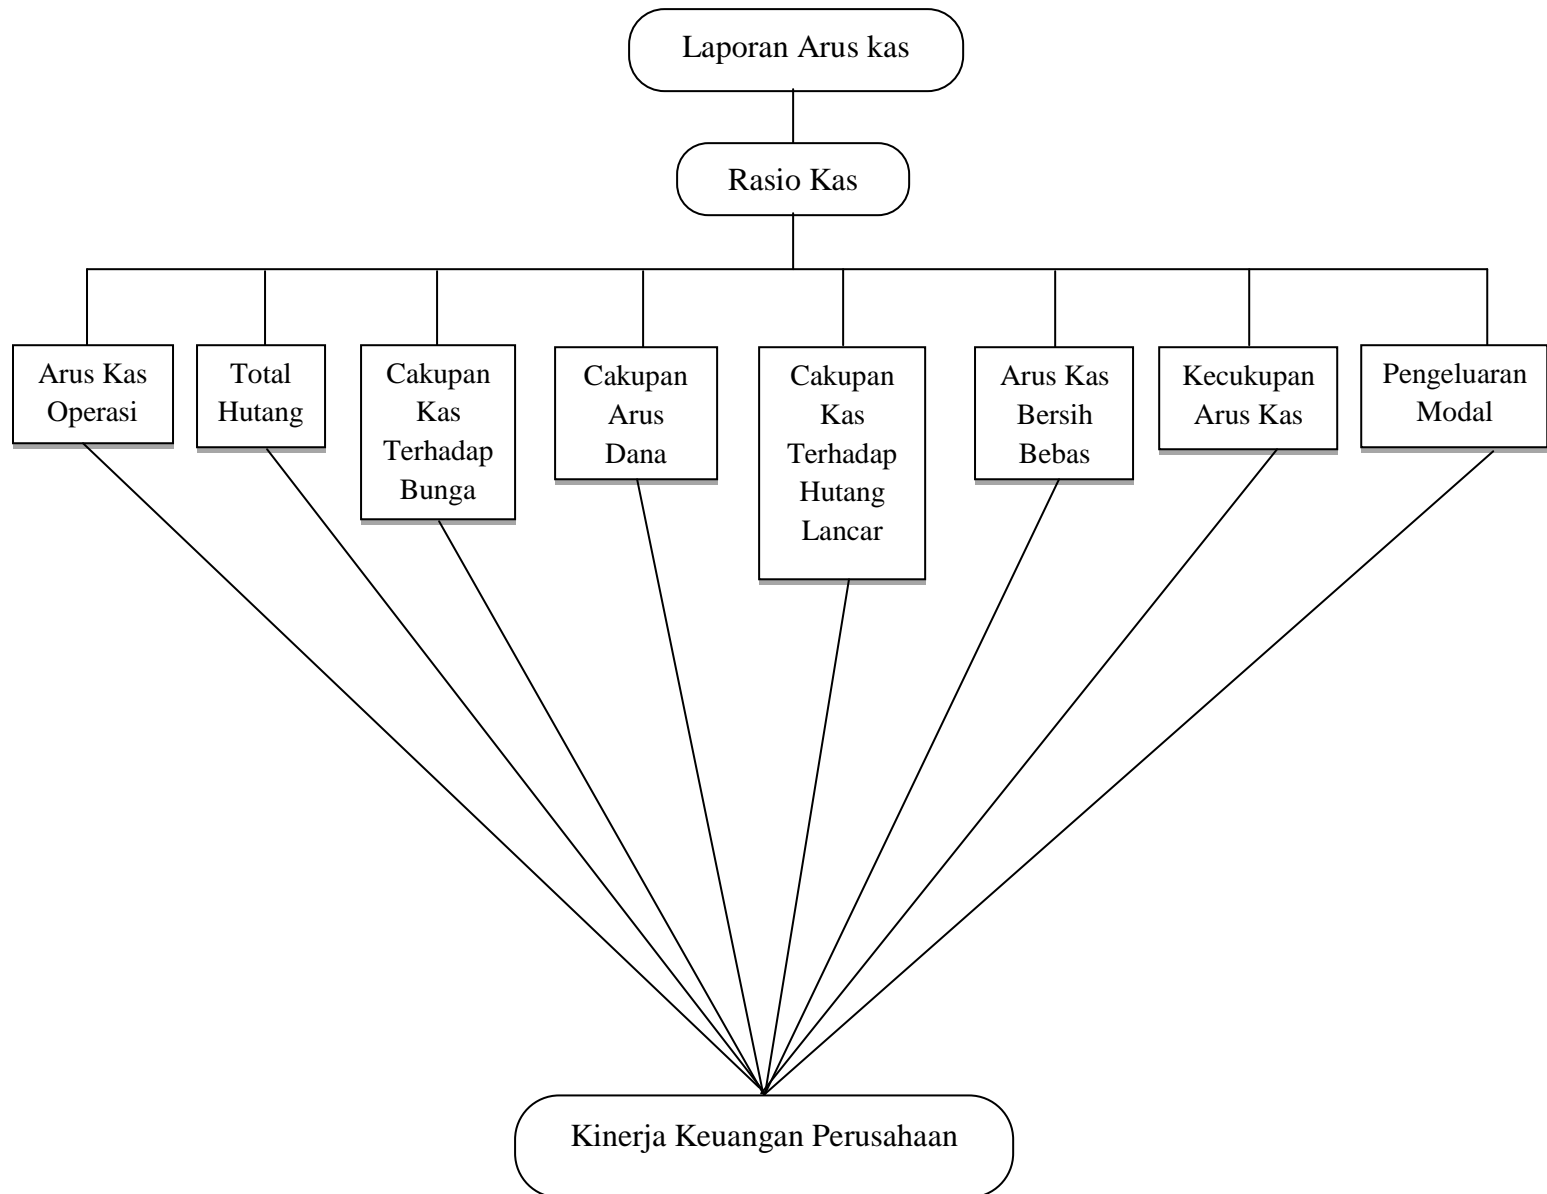 Laporan Arus kas
Rasio Kas
Arus Kas
Operasi
Total
Hutang
Cakupan
Kas
Terhadap
Bunga
Cakupan
Arus
Dana
Cakupan
Kas
Terhadap
Hutang
Lancar
Arus Kas
Bersih
Bebas
Kecukupan
Arus Kas
Pengeluaran
Modal
Kinerja Keuangan Perusahaan